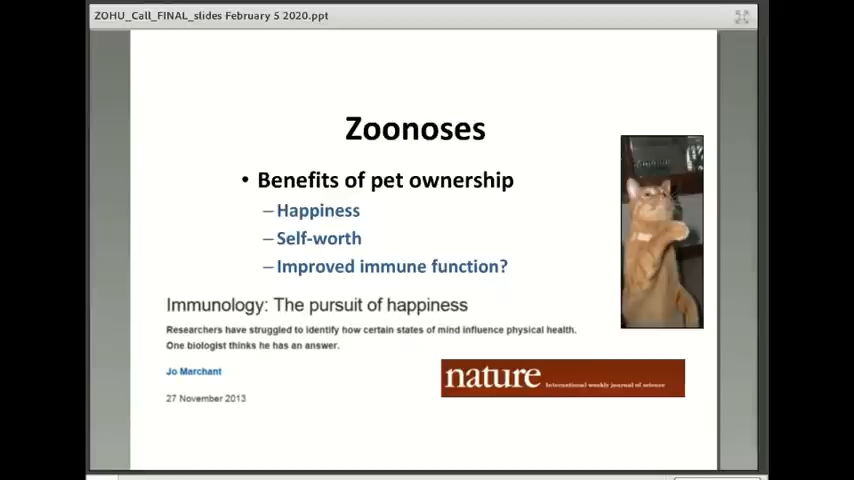 ZOHU_Call_FINAL_slides February 5 2020.ppt
Zoonoses
• Benefits of pet ownership
–Happiness
–Self-worth
–Improved immune function?
Immunology: The pursuit of happiness
Researchers have struggled to identify how certain states of mind influence physical health.
One biologist thinks he has an answer.
Jo Marchant
27 November 2013
nature International weekly journal of science